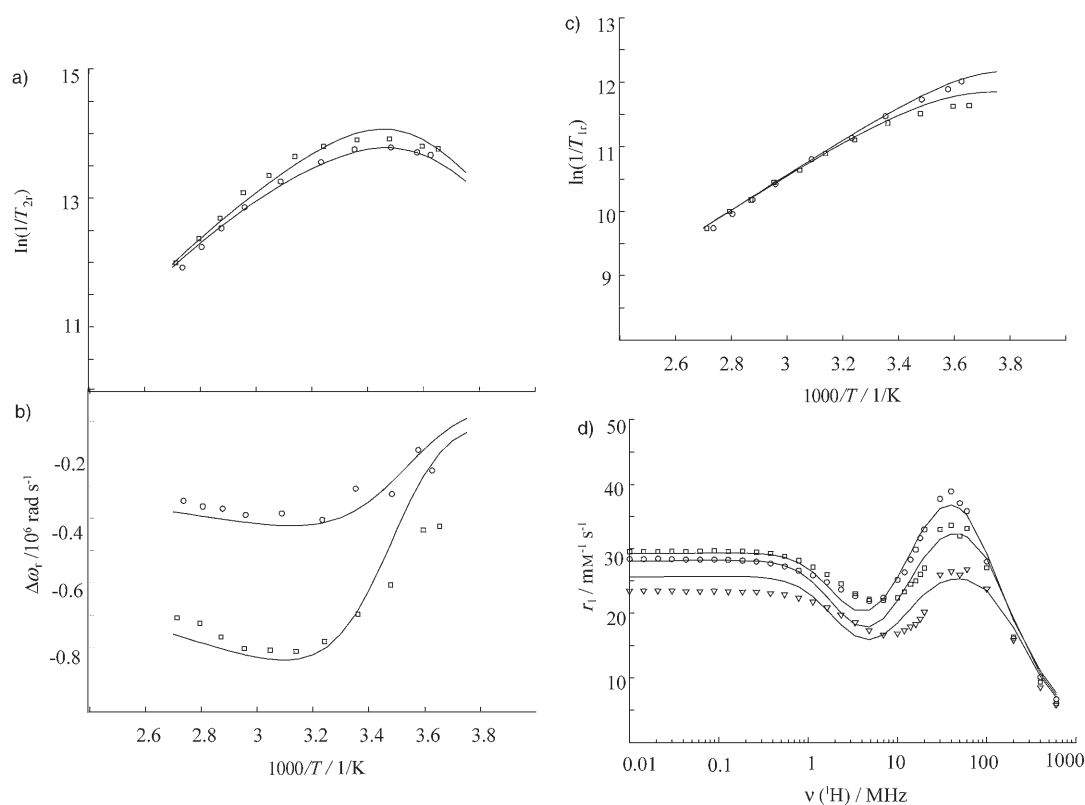 a)
15
13
11
ln(1/T2r)
b)
-0.2
-0.4
-0.6
-0.8
Δωr /10⁶ rad s⁻¹
2.6 2.8 3 3.2 3.4 3.6 3.8
1000/T / 1/K
c)
12
11
10
9
ln(1/T1r)
2.6 2.8 3 3.2 3.4 3.6 3.8
1000/T / 1/K
d)
50
40
30
20
10
r1 / mM⁻¹ s⁻¹
0.01 0.1 1 10 100 1000
ν (¹H) / MHz